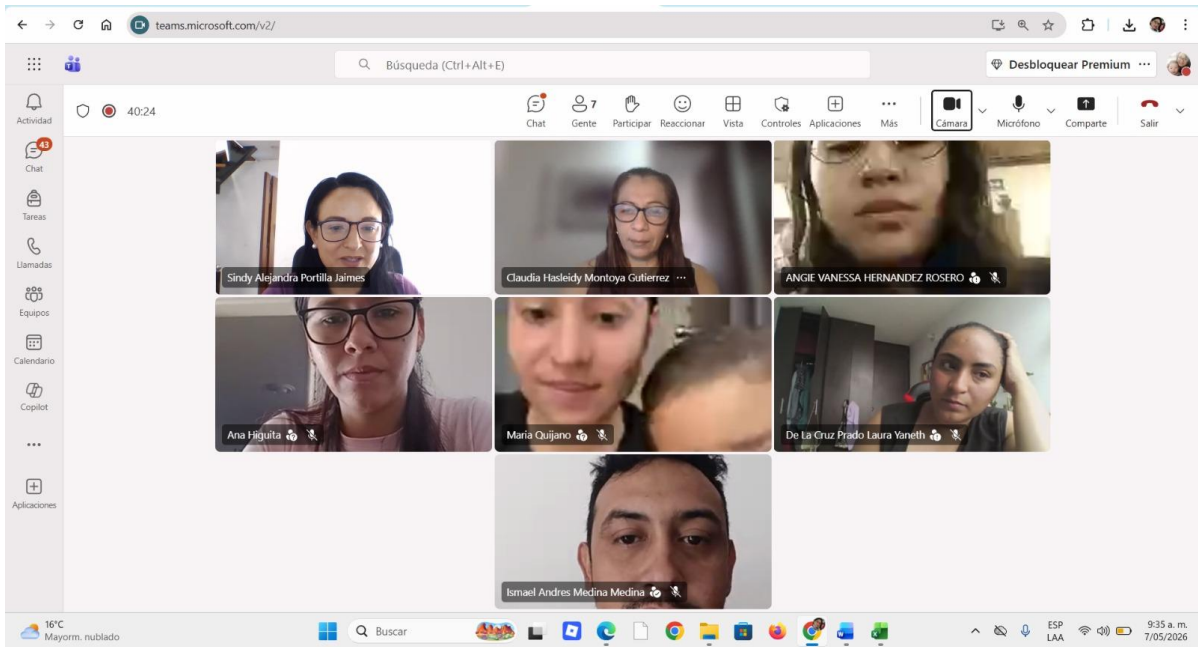 teams.microsoft.com/v2/
Búsqueda (Ctrl+Alt+E)
Desbloquear Premium ···
Actividad
40:24
7
Chat
Gente
Participar
Reaccionar
Vista
Controles
Aplicaciones
Más
Cámara
Micrófono
Comparte
Salir
43
Chat
Tareas
Llamadas
Equipos
Calendario
Copilot
Aplicaciones
Sindy Alejandra Portilla Jaimes
Claudia Hasleidy Montoya Gutierrez ···
ANGIE VANESSA HERNANDEZ ROSERO
Ana Higuita
Maria Quijano
De La Cruz Prado Laura Yaneth
Ismael Andres Medina Medina
16°C
Mayorm. nublado
Buscar
ESP
LAA
9:35 a. m.
7/05/2026